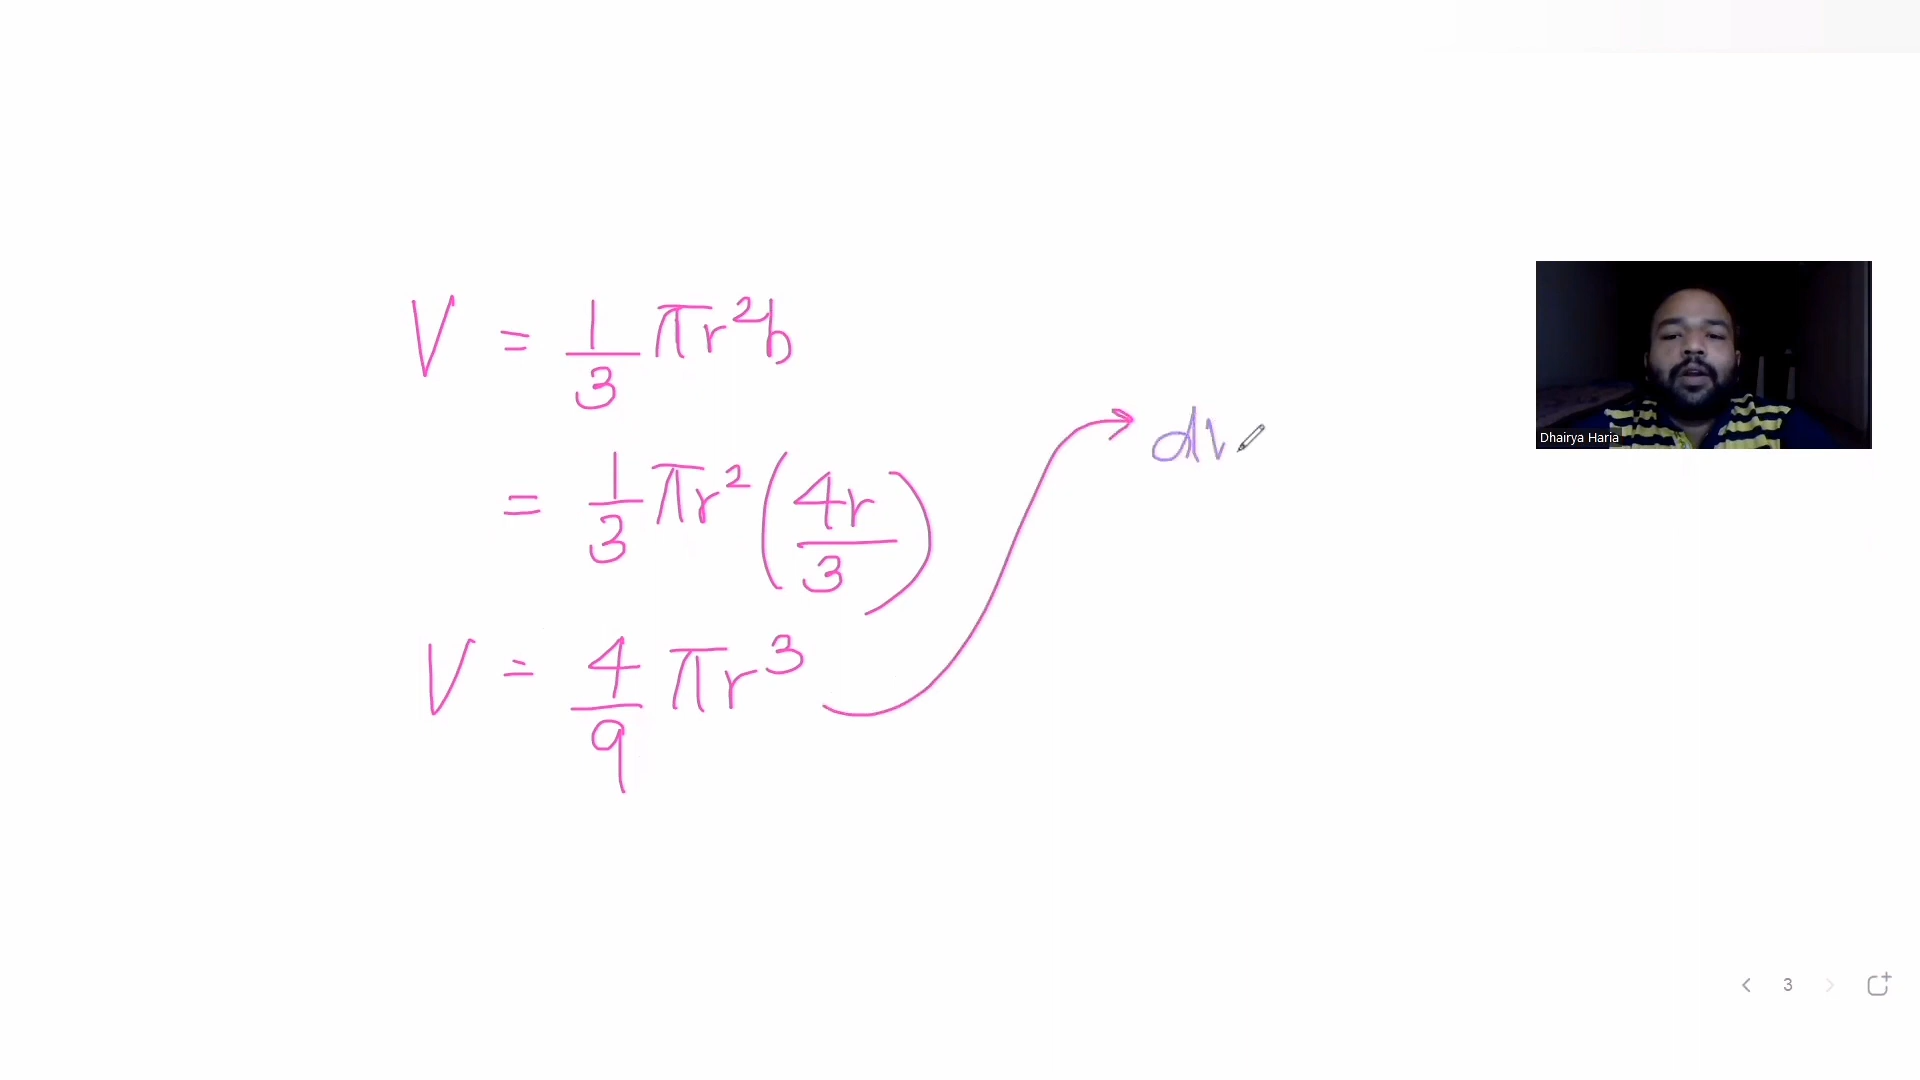 V = 1/3 πr²h
= 1/3 πr² (4r/3)
V = 4/9 πr³
dV
Dhairya Haria
3